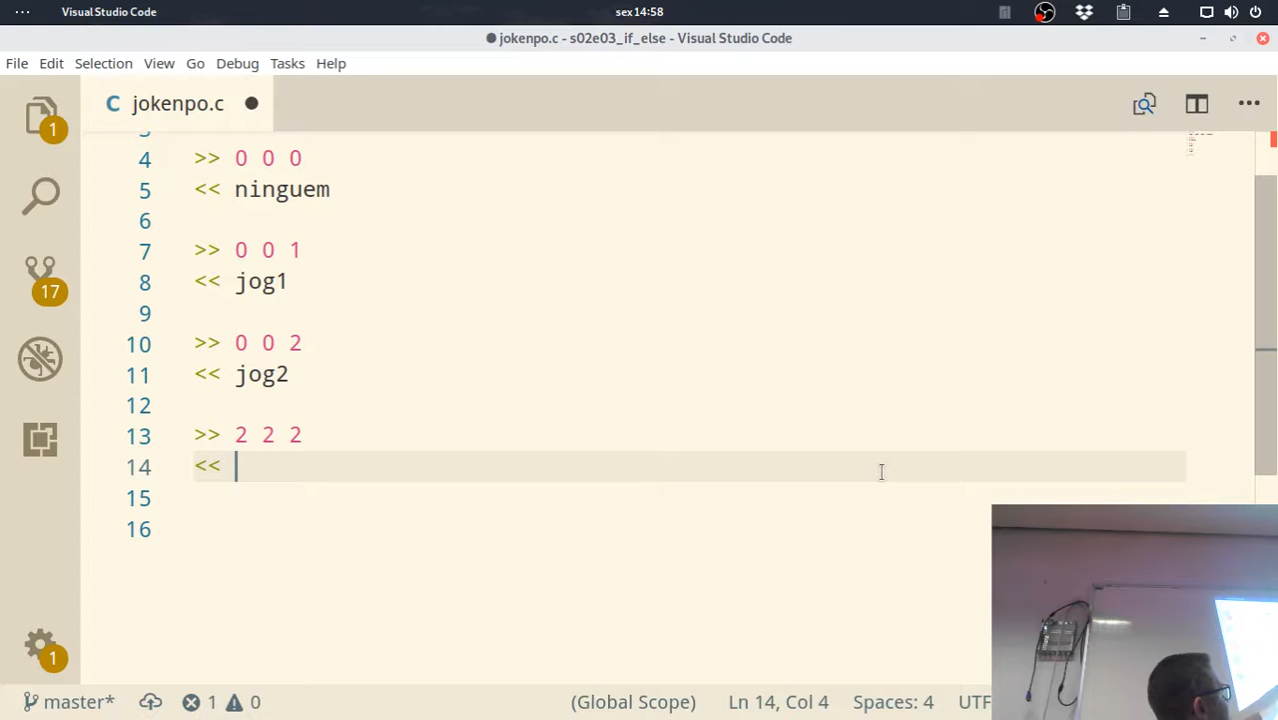 Visual Studio Code
sex 14:58
jokenpo.c - s02e03_if_else - Visual Studio Code
File Edit Selection View Go Debug Tasks Help
C jokenpo.c
4 >> 0 0 0
5 << ninguem
6
7 >> 0 0 1
8 << jog1
9
10 >> 0 0 2
11 << jog2
12
13 >> 2 2 2
14 <<
15
16
1
17
1
master* 1 0 (Global Scope) Ln 14, Col 4 Spaces: 4 UTF